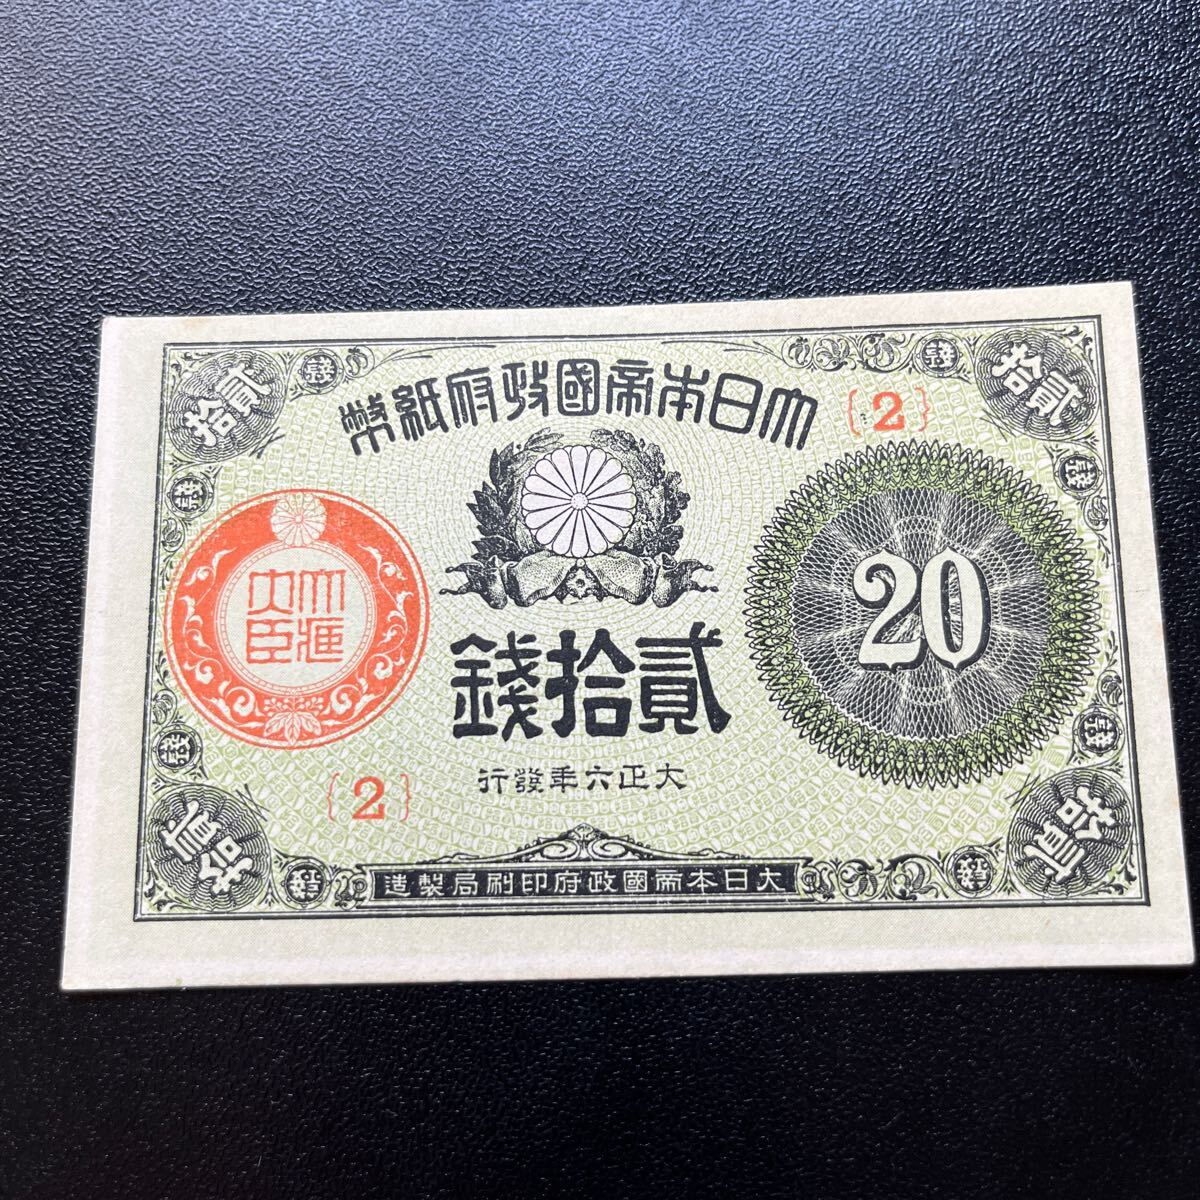 大日本帝國政府紙幣
{2}
拾貳
拾貳
大藏
大臣
20
貳拾錢
大正六年發行
{2}
拾貳
拾貳
大日本帝國政府印刷局製造